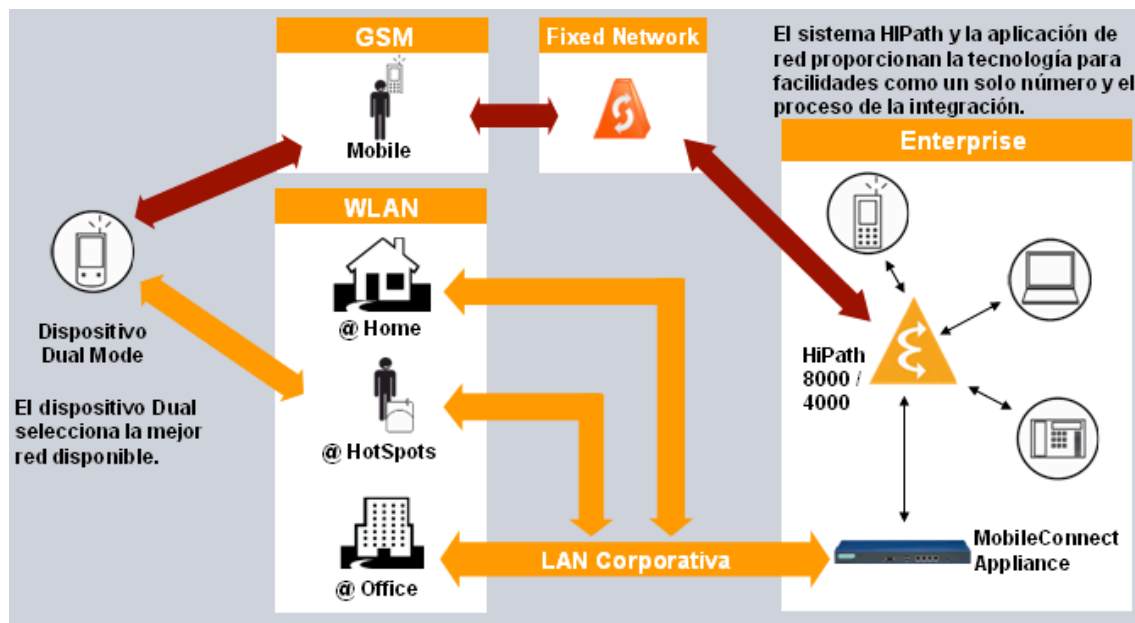 GSM
Mobile
Fixed Network
El sistema HIPath y la aplicación de
red proporcionan la tecnología para
facilidades como un solo número y el
proceso de la integración.
Enterprise
WLAN
@ Home
@ HotSpots
@ Office
Dispositivo
Dual Mode
El dispositivo Dual
selecciona la mejor
red disponible.
HiPath
8000 /
4000
LAN Corporativa
MobileConnect
Appliance